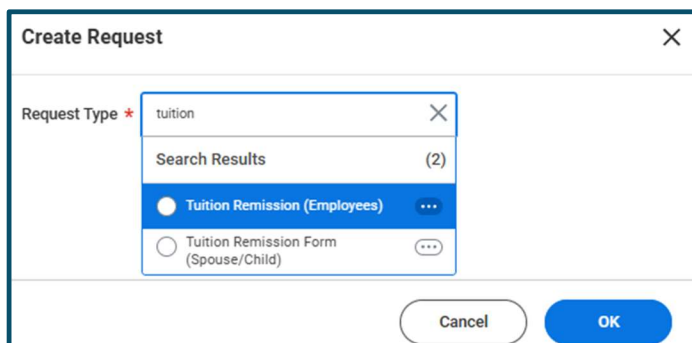 Create Request
Request Type *
tuition
Search Results (2)
Tuition Remission (Employees)
Tuition Remission Form
(Spouse/Child)
Cancel
OK